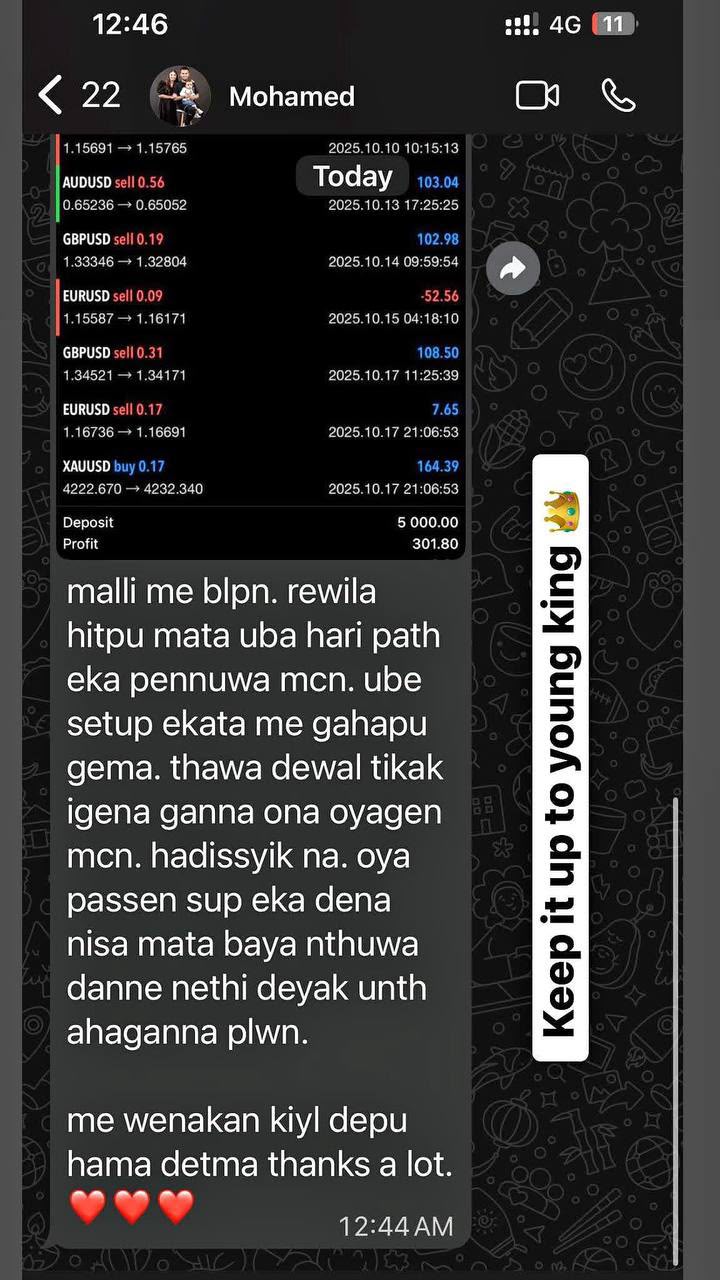 12:46
4G 11
22 Mohamed
1.15691 → 1.15765 2025.10.10 10:15:13
Today
AUDUSD sell 0.56 103.04
0.65236 → 0.65052 2025.10.13 17:25:25
GBPUSD sell 0.19 102.98
1.33346 → 1.32804 2025.10.14 09:59:54
EURUSD sell 0.09 -52.56
1.15587 → 1.16171 2025.10.15 04:18:10
GBPUSD sell 0.31 108.50
1.34521 → 1.34171 2025.10.17 11:25:39
EURUSD sell 0.17 7.65
1.16736 → 1.16691 2025.10.17 21:06:53
XAUUSD buy 0.17 164.39
4222.670 → 4232.340 2025.10.17 21:06:53
Deposit 5 000.00
Profit 301.80
malli me blpn. rewila
hitpu mata uba hari path
eka pennuwa mcn. ube
setup ekata me gahapu
gema. thawa dewal tikak
igena ganna ona oyagen
mcn. hadissyik na. oya
passen sup eka dena
nisa mata baya nthuwa
danne nethi deyak unth
ahaganna plwn.
me wenakan kiyl depu
hama detma thanks a lot.
❤️❤️❤️
12:44 AM
Keep it up to young king 👑